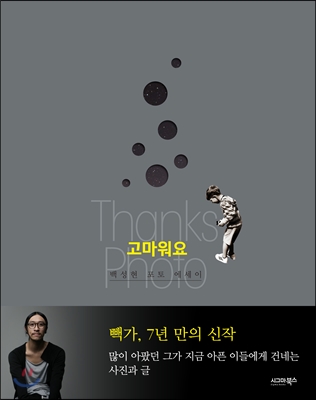 Thanks
고마워요
백성현 포토 에세이
Photo
빽가, 7년 만의 신작
많이 아팠던 그가 지금 아픈 이들에게 건네는
사진과 글
시그마북스